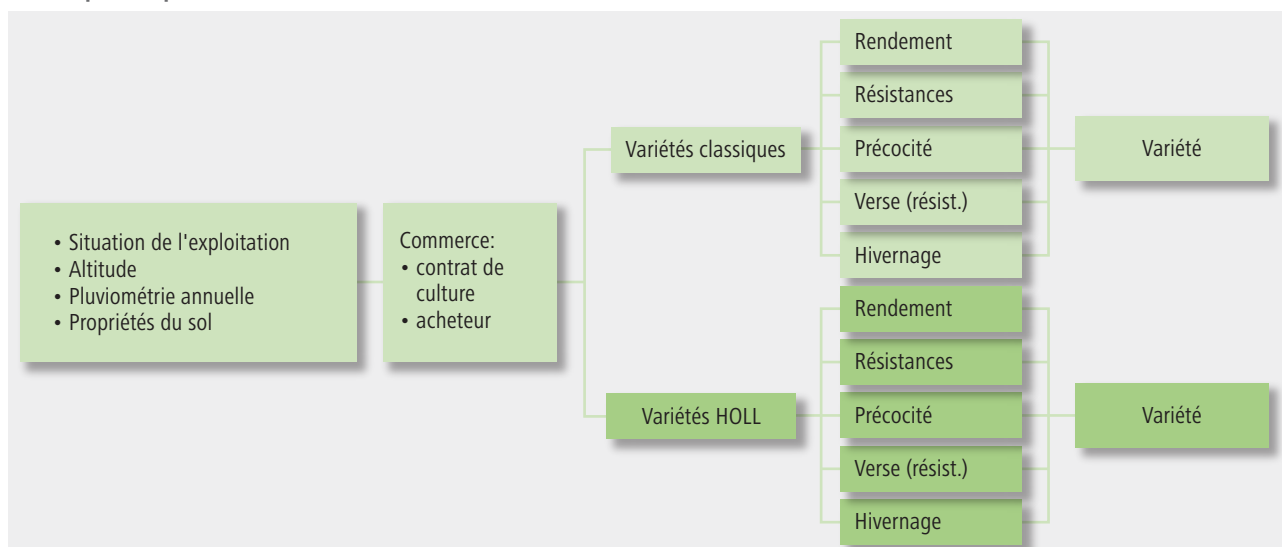 • Situation de l'exploitation
• Altitude
• Pluviométrie annuelle
• Propriétés du sol
Commerce:
• contrat de
culture
• acheteur
Variétés classiques
Rendement
Résistances
Précocité
Verse (résist.)
Hivernage
Variété
Variétés HOLL
Rendement
Résistances
Précocité
Verse (résist.)
Hivernage
Variété